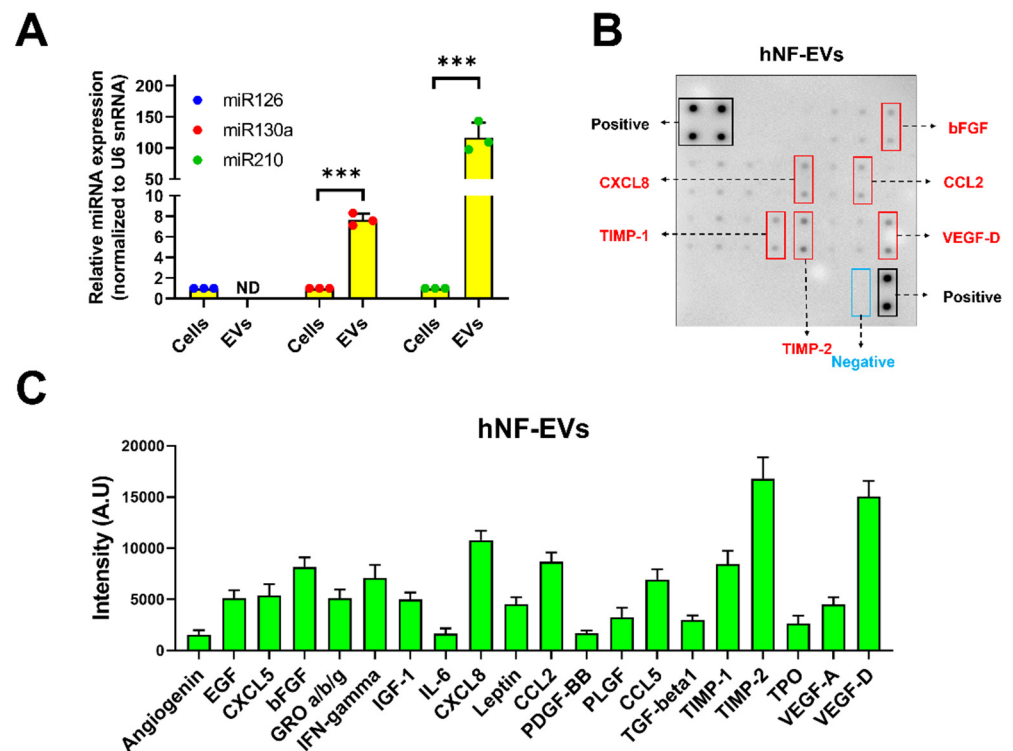 A
Relative miRNA expression
(normalized to U6 snRNA)
200
150
100
50
10
8
6
4
2
0
miR126
miR130a
miR210
ND
***
***
Cells
EVs
Cells
EVs
Cells
EVs
B
hNF-EVs
Positive
bFGF
CXCL8
CCL2
TIMP-1
VEGF-D
Positive
TIMP-2
Negative
C
hNF-EVs
Intensity (A.U)
20000
15000
10000
5000
0
Angiogenin
EGF
CXCL5
bFGF
GRO a/b/g
IFN-gamma
IGF-1
IL-6
CXCL8
Leptin
CCL2
PDGF-BB
PLGF
CCL5
TGF-beta1
TIMP-1
TIMP-2
TPO
VEGF-A
VEGF-D